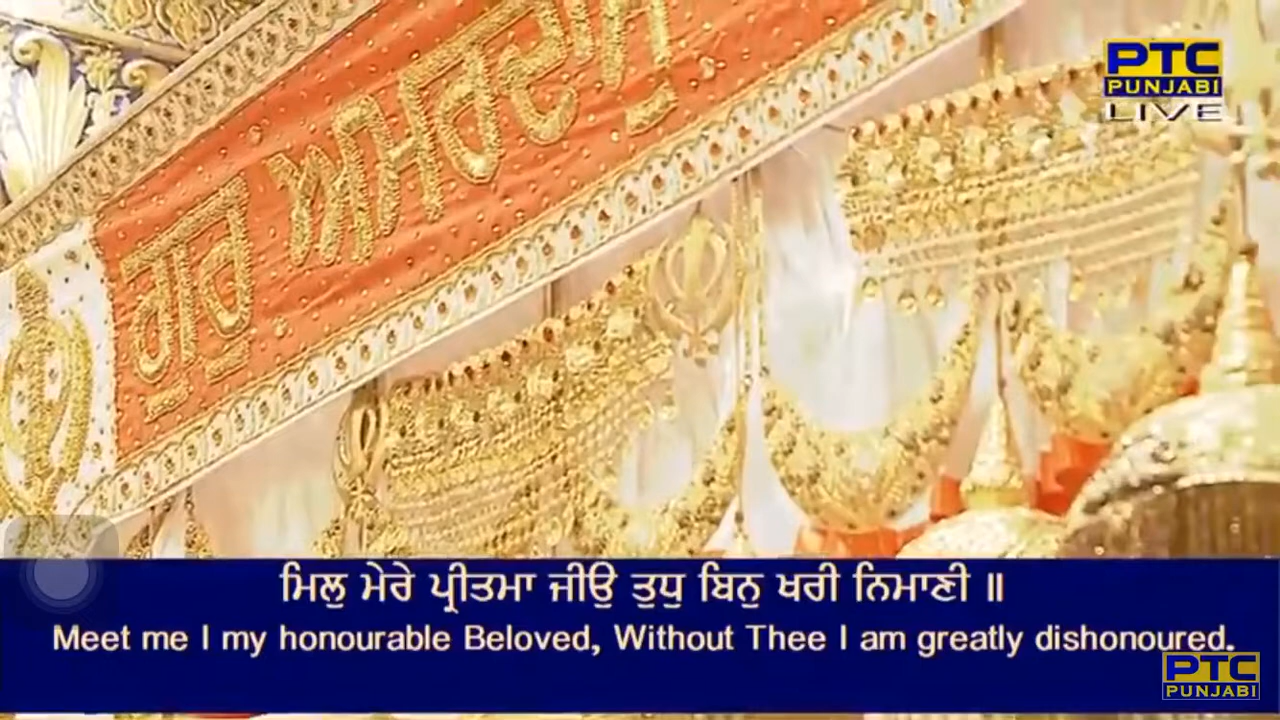 PTC
PUNJABI
LIVE
ਗੁਰੂ ਅਮਰਦਾਸ
ਮਿਲੁ ਮੇਰੇ ਪ੍ਰੀਤਮਾ ਜੀਉ ਤੁਧੁ ਬਿਨੁ ਖਰੀ ਨਿਮਾਣੀ ॥
Meet me I my honourable Beloved, Without Thee I am greatly dishonoured.
PTC
PUNJABI